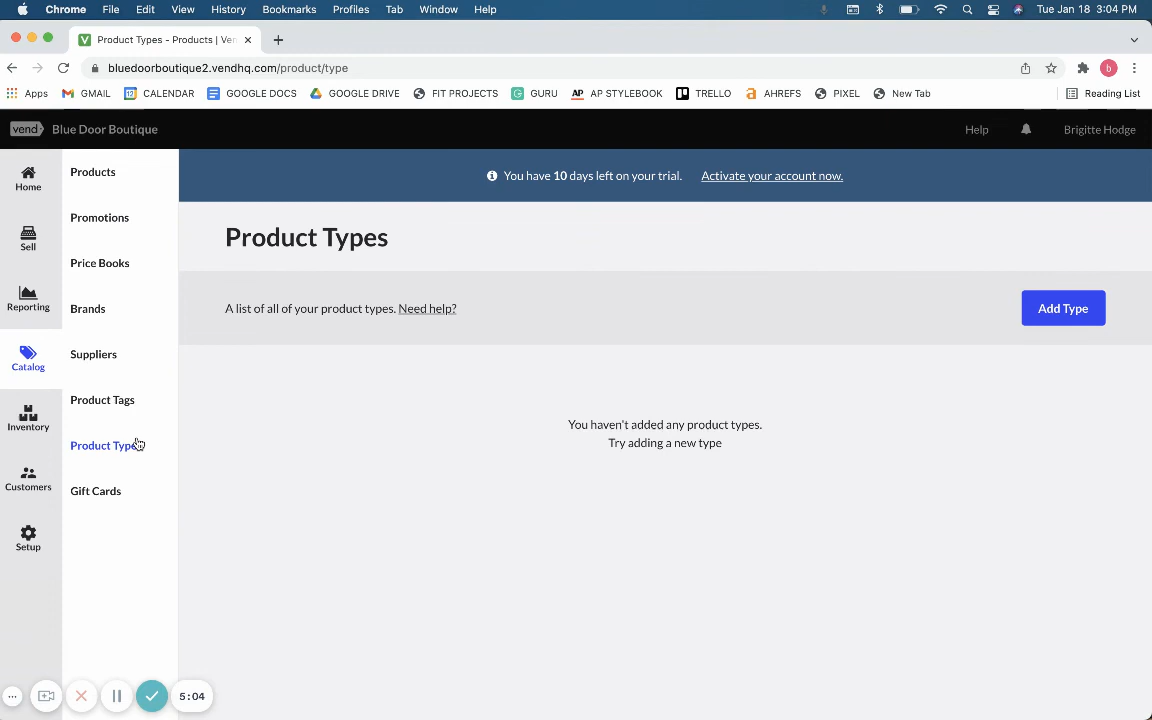 Chrome File Edit View History Bookmarks Profiles Tab Window Help Tue Jan 18 3:04 PM
Product Types - Products | Ven
bluedoorboutique2.vendhq.com/product/type b
Apps GMAIL 12 CALENDAR GOOGLE DOCS GOOGLE DRIVE FIT PROJECTS GURU AP AP STYLEBOOK TRELLO AHREFS PIXEL New Tab Reading List
vend Blue Door Boutique Help Brigitte Hodge
You have 10 days left on your trial. Activate your account now.
Home
Sell
Reporting
Catalog
Inventory
Customers
Setup
Products
Promotions
Price Books
Brands
Suppliers
Product Tags
Product Types
Gift Cards
Product Types
A list of all of your product types. Need help? Add Type
You haven't added any product types.
Try adding a new type
5:04